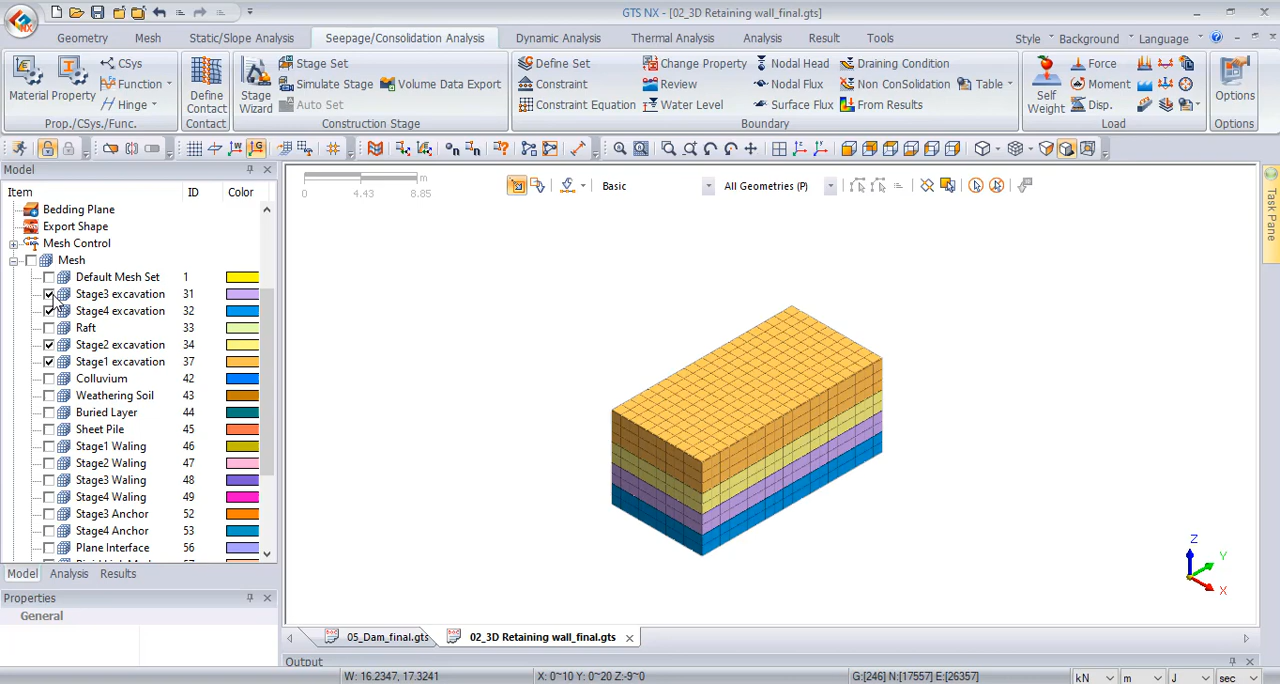 GTS NX - [02_3D Retaining wall_final.gts]
Geometry Mesh Static/Slope Analysis Seepage/Consolidation Analysis Dynamic Analysis Thermal Analysis Analysis Result Tools Style Background Language
CSys Stage Set Define Set Change Property Nodal Head Draining Condition Force
Function Simulate Stage Volume Data Export Constraint Review Nodal Flux Non Consolidation Table Moment
Material Property Hinge Define Contact Stage Wizard Auto Set Constraint Equation Water Level Surface Flux From Results Self Weight Disp. Options
Prop./CSys./Func. Contact Construction Stage Boundary Load Options
Model
Item ID Color
m
0 4.43 8.85
Basic All Geometries (P)
Task Pane
Bedding Plane
Export Shape
Mesh Control
Mesh
Default Mesh Set 1
Stage3 excavation 31
Stage4 excavation 32
Raft 33
Stage2 excavation 34
Stage1 excavation 37
Colluvium 42
Weathering Soil 43
Buried Layer 44
Sheet Pile 45
Stage1 Waling 46
Stage2 Waling 47
Stage3 Waling 48
Stage4 Waling 49
Stage3 Anchor 52
Stage4 Anchor 53
Plane Interface 56
Z
Y
X
Model Analysis Results
Properties
General
05_Dam_final.gts 02_3D Retaining wall_final.gts
Output
W: 16.2347, 17.3241 X: 0~10 Y: 0~20 Z:-9~0 G:[246] N:[17557] E:[26357] kN m J sec